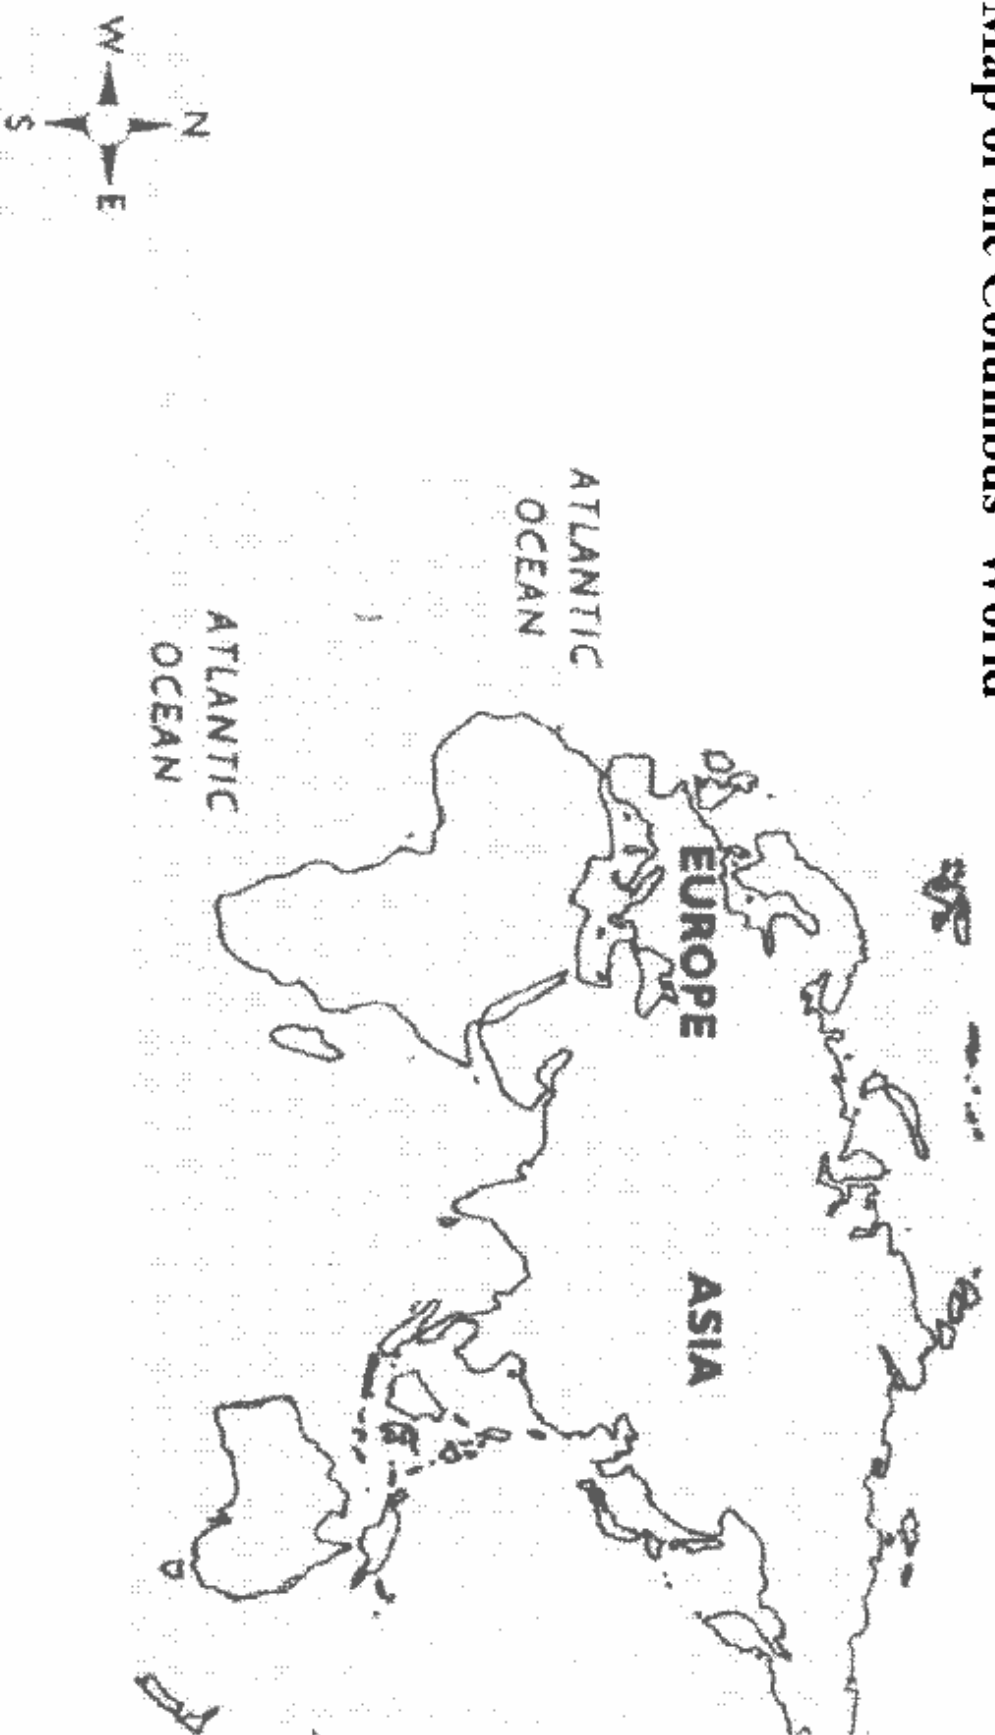 Map of the Columbus' World
EUROPE
ASIA
ATLANTIC
OCEAN
ATLANTIC
OCEAN
N
W
E
S